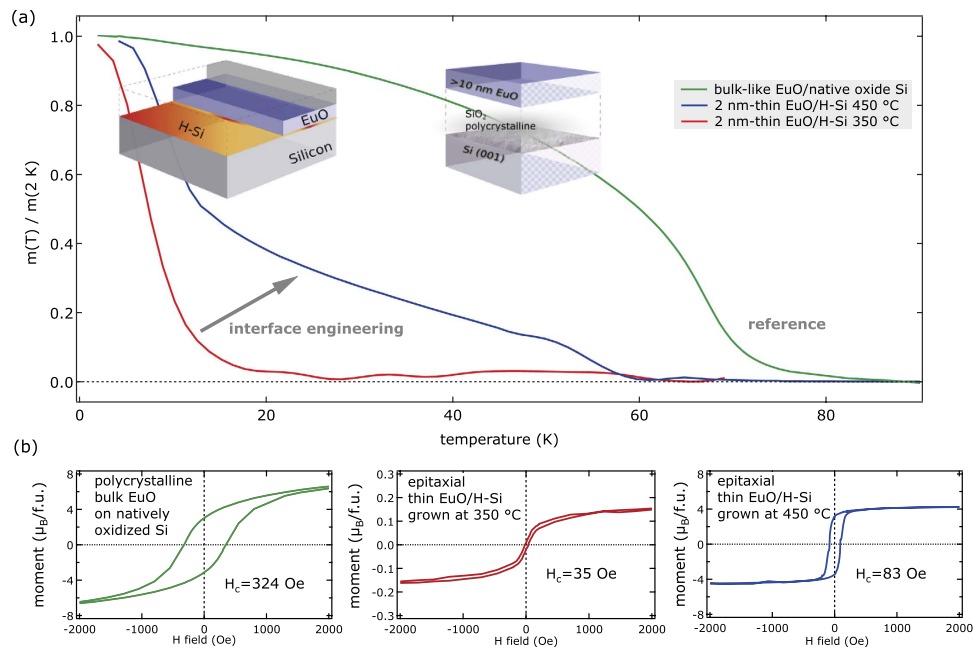 (a)
1.0
0.8
0.6
0.4
0.2
0.0
m(T) / m(2 K)
0
20
40
60
80
temperature (K)
H-Si
EuO
Silicon
>10 nm EuO
SiO₂
polycrystalline
Si (001)
bulk-like EuO/native oxide Si
2 nm-thin EuO/H-Si 450 °C
2 nm-thin EuO/H-Si 350 °C
interface engineering
reference
(b)
moment (μB/f.u.)
8
4
0
-4
-8
polycrystalline
bulk EuO
on natively
oxidized Si
Hc=324 Oe
-2000
-1000
0
1000
2000
H field (Oe)
moment (μB/f.u.)
0.3
0.2
0.1
0.0
-0.1
-0.2
-0.3
epitaxial
thin EuO/H-Si
grown at 350 °C
Hc=35 Oe
-2000
-1000
0
1000
2000
H field (Oe)
moment (μB/f.u.)
8
4
0
-4
-8
epitaxial
thin EuO/H-Si
grown at 450 °C
Hc=83 Oe
-2000
-1000
0
1000
2000
H field (Oe)